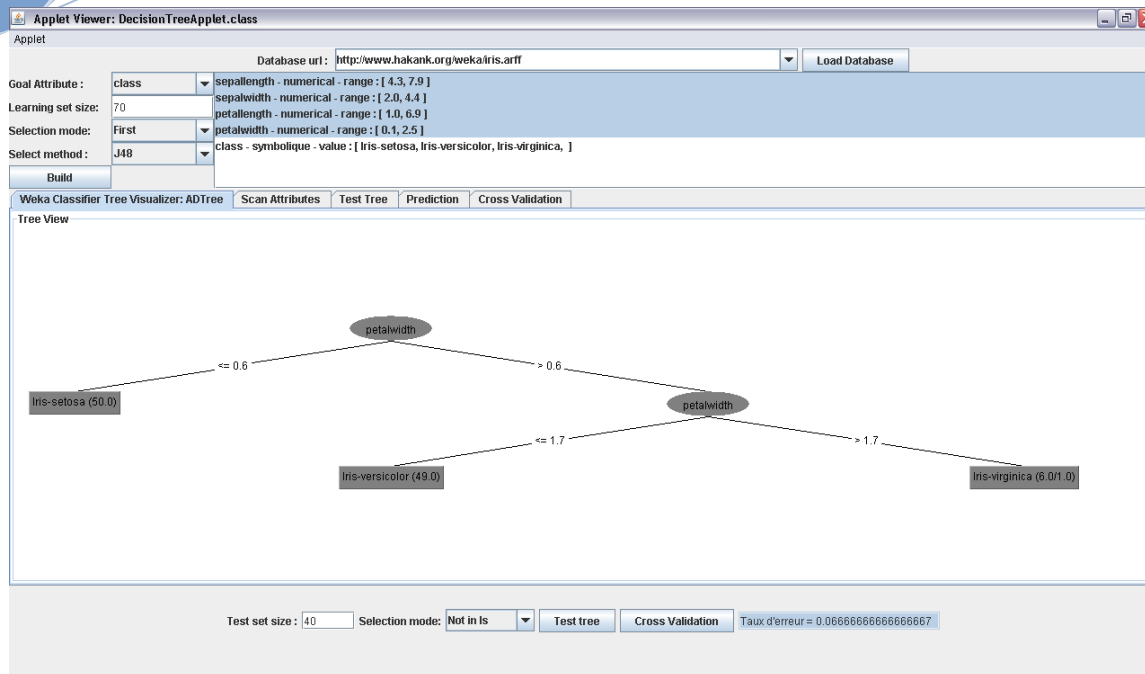 Applet Viewer: DecisionTreeApplet.class
Applet
Database url : http://www.hakank.org/weka/iris.arff Load Database
Goal Attribute : class
Learning set size: 70
Selection mode: First
Select method : J48
Build
sepallength - numerical - range : [ 4.3, 7.9 ]
sepalwidth - numerical - range : [ 2.0, 4.4 ]
petallength - numerical - range : [ 1.0, 6.9 ]
petalwidth - numerical - range : [ 0.1, 2.5 ]
class - symbolique - value : [ Iris-setosa, Iris-versicolor, Iris-virginica, ]
Weka Classifier Tree Visualizer: ADTree Scan Attributes Test Tree Prediction Cross Validation
Tree View
petalwidth
<= 0.6 > 0.6
Iris-setosa (50.0) petalwidth
<= 1.7 > 1.7
Iris-versicolor (49.0) Iris-virginica (6.0/1.0)
Test set size : 40 Selection mode: Not in ls Test tree Cross Validation Taux d'erreur = 0.06666666666666667